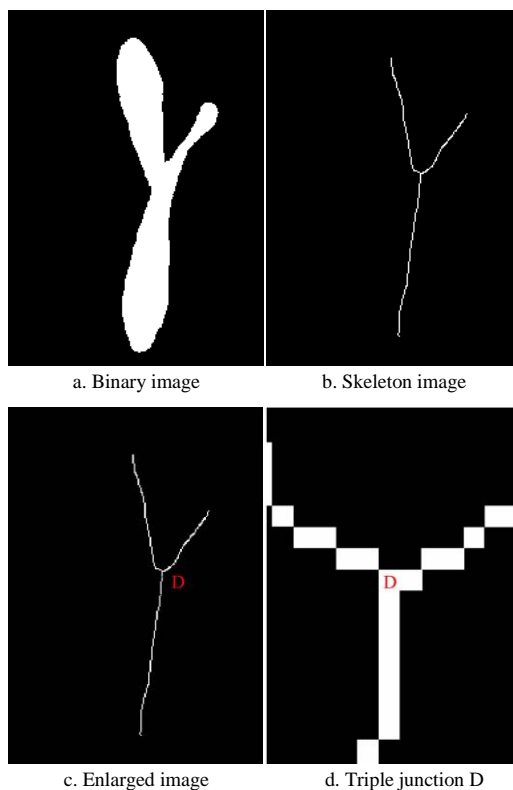 a. Binary image
b. Skeleton image
D
D
c. Enlarged image
d. Triple junction D